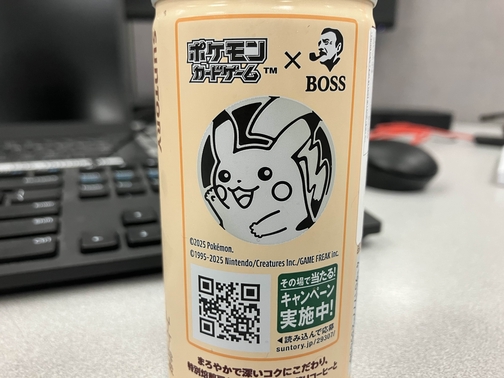 ポケモン
カードゲーム™
×
BOSS
©2025 Pokémon.
©1995-2025 Nintendo/Creatures Inc./GAME FREAK inc.
その場で当たる!
キャンペーン
実施中!
◀読み込んで応募
suntory.jp/29307/
まろやかで深いコクにこだわり、